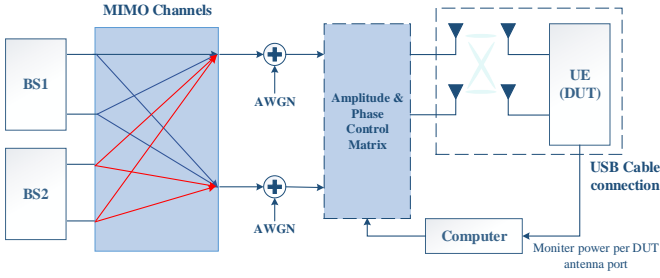 MIMO Channels
BS1
BS2
AWGN
AWGN
Amplitude &
Phase
Control
Matrix
UE
(DUT)
USB Cable
connection
Computer
Moniter power per DUT
antenna port